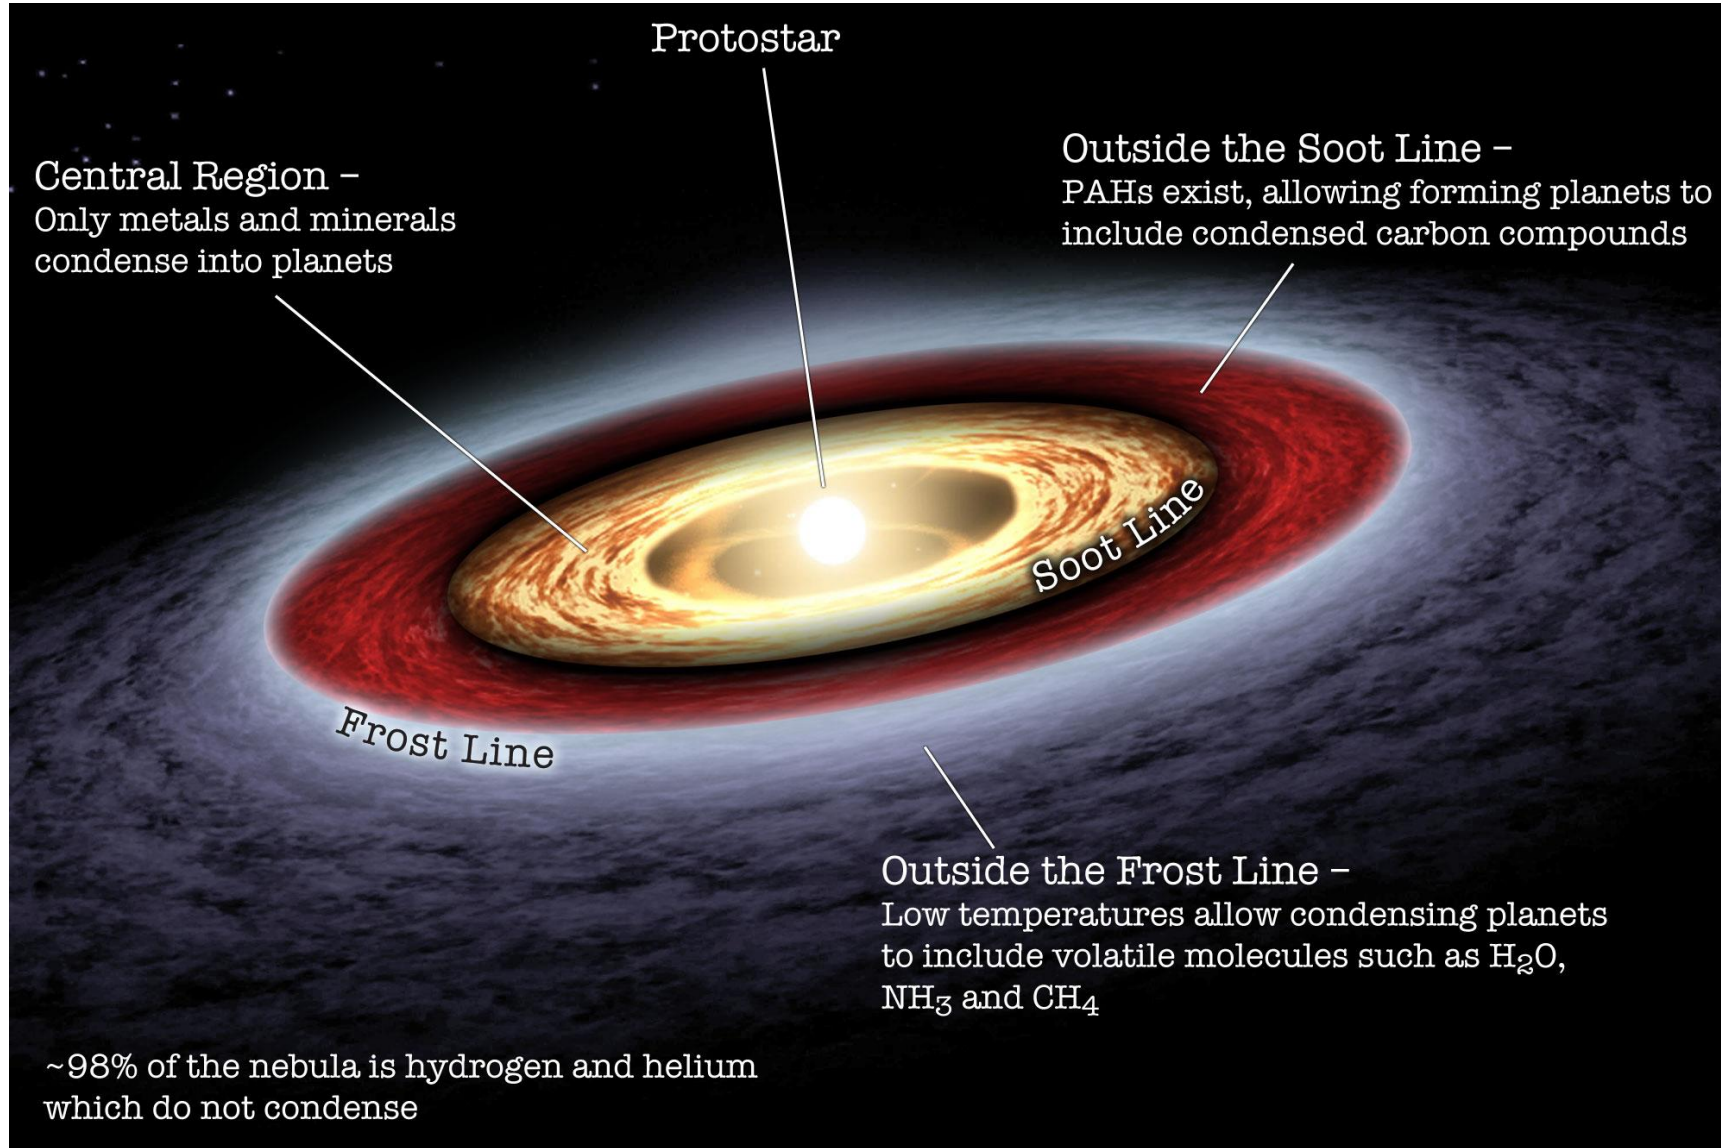 Protostar
Central Region –
Only metals and minerals
condense into planets
Outside the Soot Line –
PAHs exist, allowing forming planets to
include condensed carbon compounds
Soot Line
Frost Line
Outside the Frost Line –
Low temperatures allow condensing planets
to include volatile molecules such as H₂O,
NH₃ and CH₄
~98% of the nebula is hydrogen and helium
which do not condense